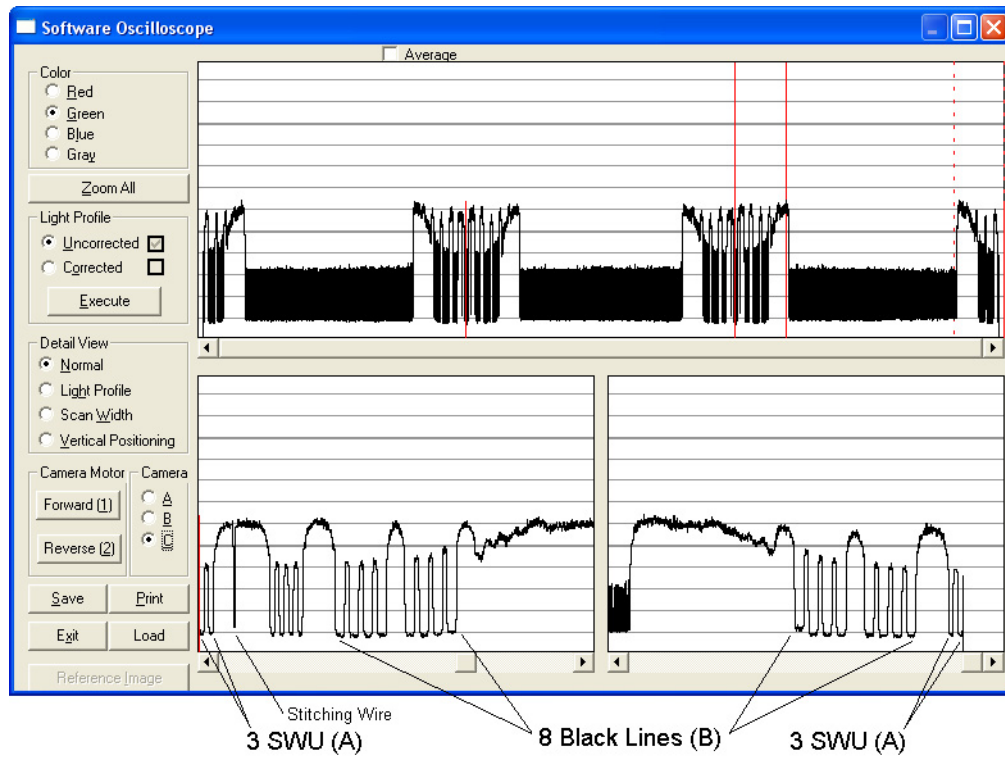 Software Oscilloscope
Average
Color
Red
Green
Blue
Gray
Zoom All
Light Profile
Uncorrected
Corrected
Execute
Detail View
Normal
Light Profile
Scan Width
Vertical Positioning
Camera Motor
Forward (1)
Reverse (2)
Camera
A
B
C
Save
Print
Exit
Load
Reference Image
Stitching Wire
3 SWU (A)
8 Black Lines (B)
3 SWU (A)